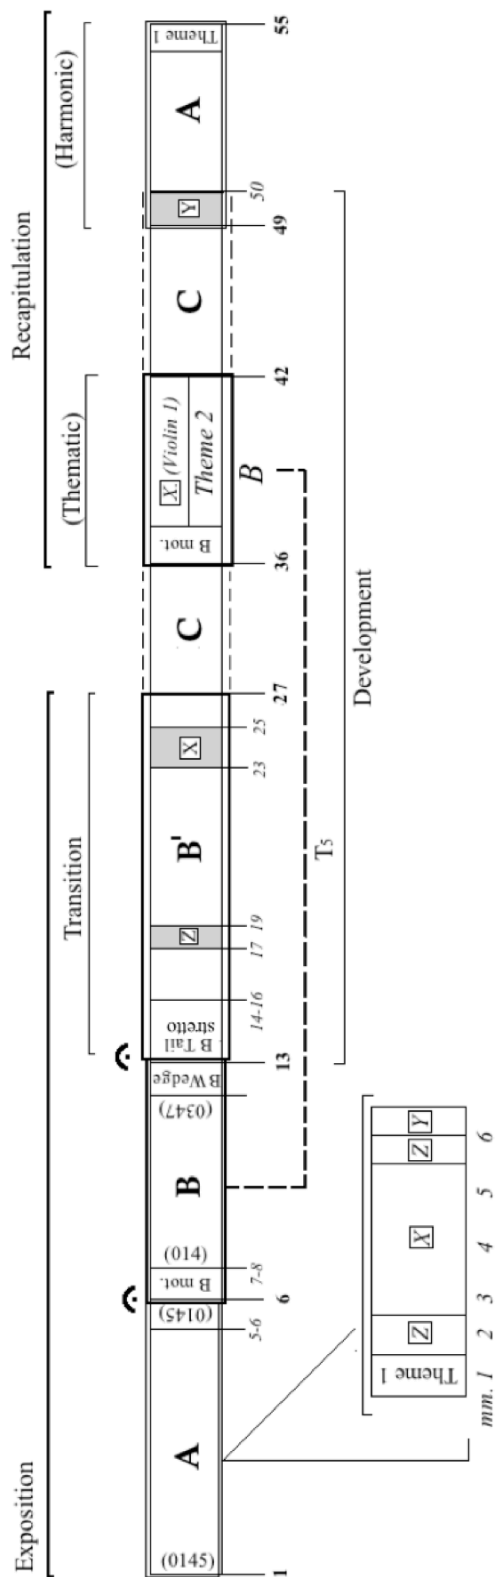 Exposition
Transition
Recapitulation
(Thematic)
(Harmonic)
A
(0145)
(0145)
B mot.
(014)
B
(0347)
B Wedge
B Tail
stretto
Z
B'
X
C
B mot.
X. (Violin 1)
Theme 2
C
Y
A
Theme 1
1
5-6
6
7-8
13
14-16
17
19
23
25
27
36
B
42
49
50
55
T5
Development
Theme 1
Z
X
Z
Y
mm. 1
2
3
4
5
6